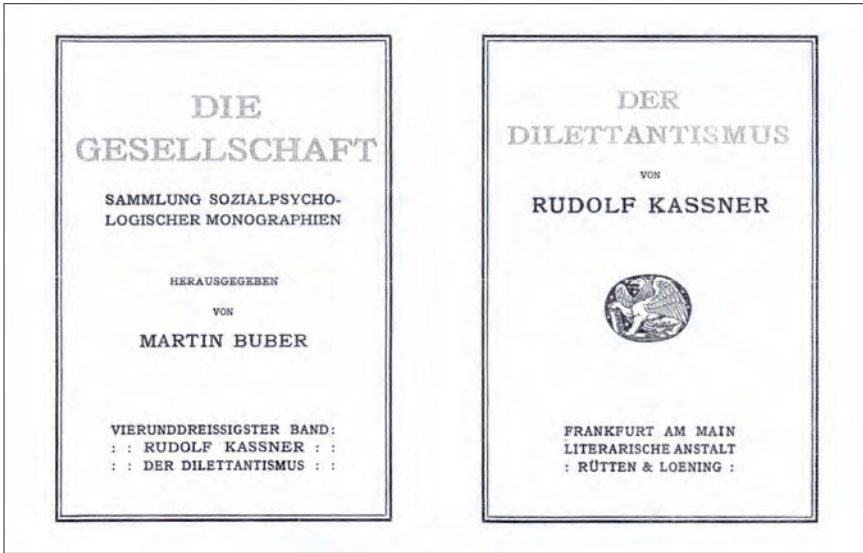 DIE
GESELLSCHAFT
SAMMLUNG SOZIALPSYCHO-
LOGISCHER MONOGRAPHIEN
HERAUSGEGEBEN
VON
MARTIN BUBER
VIERUNDDREISSIGSTER BAND:
: : RUDOLF KASSNER : :
: : DER DILETTANTISMUS : :
DER
DILETTANTISMUS
VON
RUDOLF KASSNER
FRANKFURT AM MAIN
LITERARISCHE ANSTALT
: RÜTTEN & LOENING :